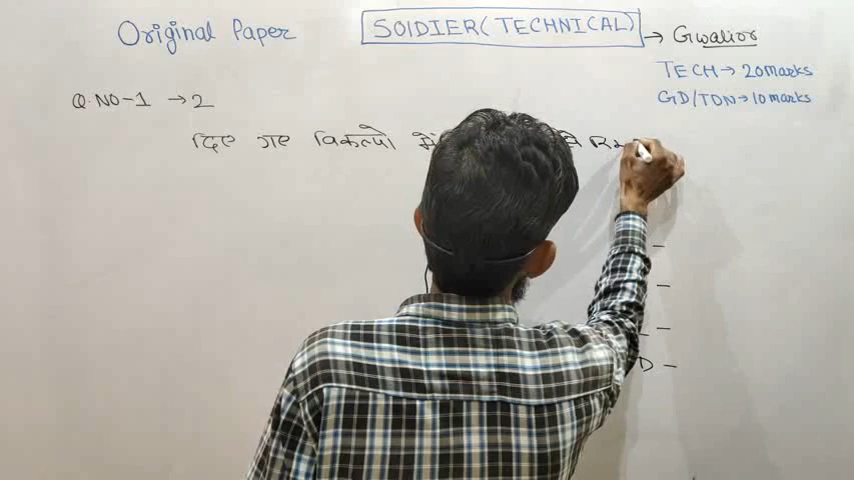 Original Paper
SOIDIER(TECHNICAL) → Gwalior
TECH → 20 marks
GD/TDN → 10 marks
Q.NO-1 → 2
दिए गए विकल्पो में से रि
-
-
-
D -